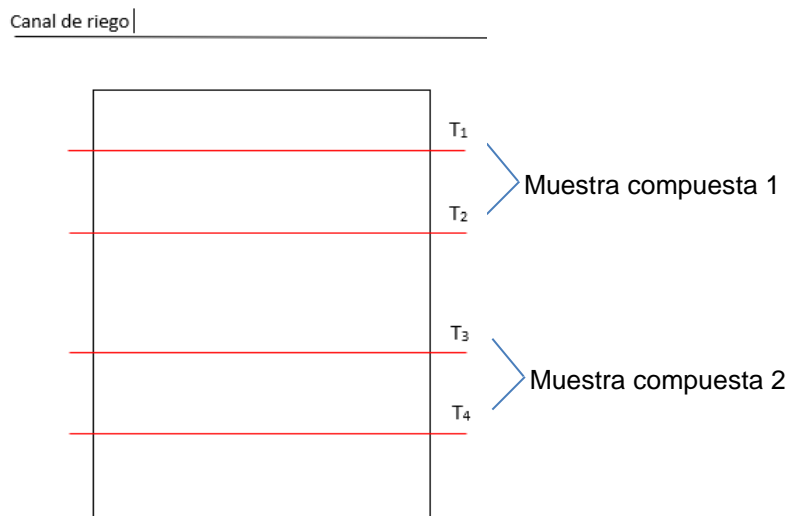 Canal de riego
T₁
Muestra compuesta 1
T₂
T₃
Muestra compuesta 2
T₄